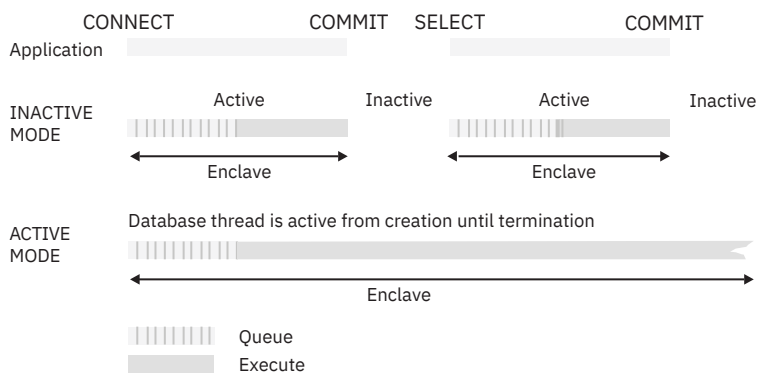 CONNECT COMMIT SELECT COMMIT
Application
Active Inactive Active Inactive
INACTIVE
MODE
Enclave Enclave
Database thread is active from creation until termination
ACTIVE
MODE
Enclave
Queue
Execute